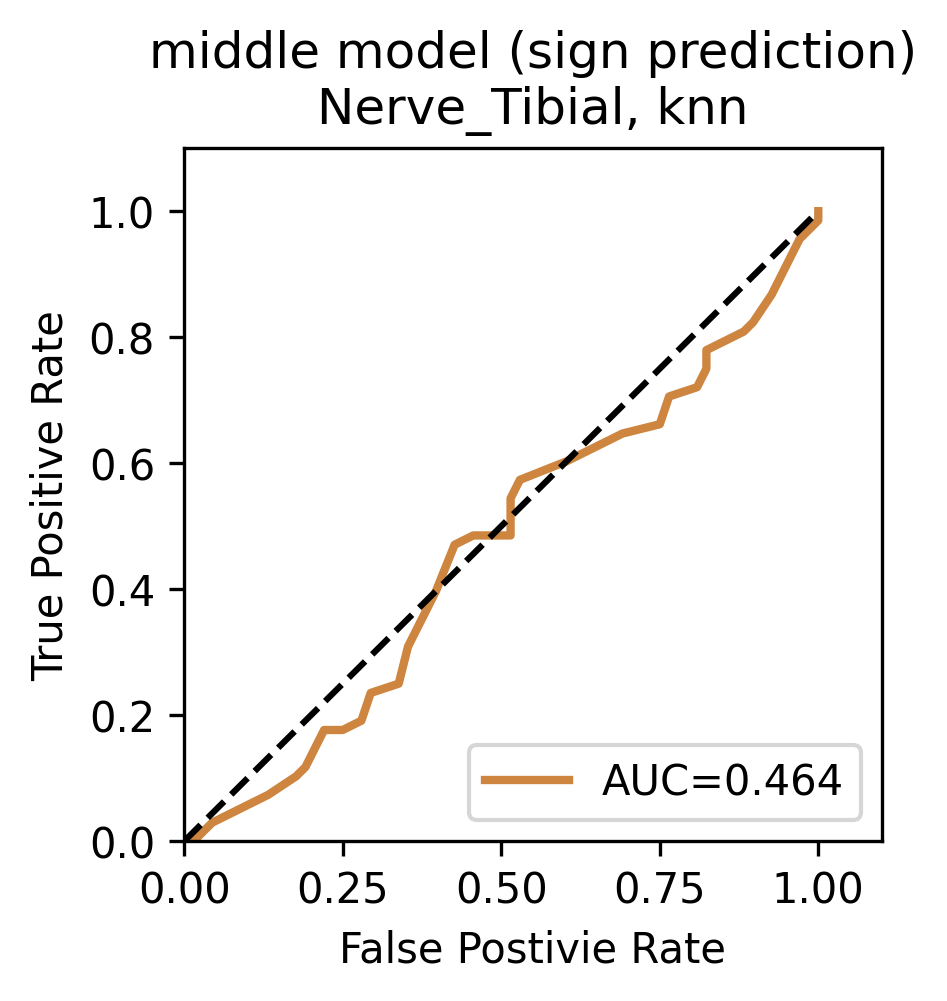 middle model (sign prediction)
Nerve_Tibial, knn
True Positive Rate
1.0
0.8
0.6
0.4
0.2
0.0
AUC=0.464
0.00 0.25 0.50 0.75 1.00
False Postivie Rate